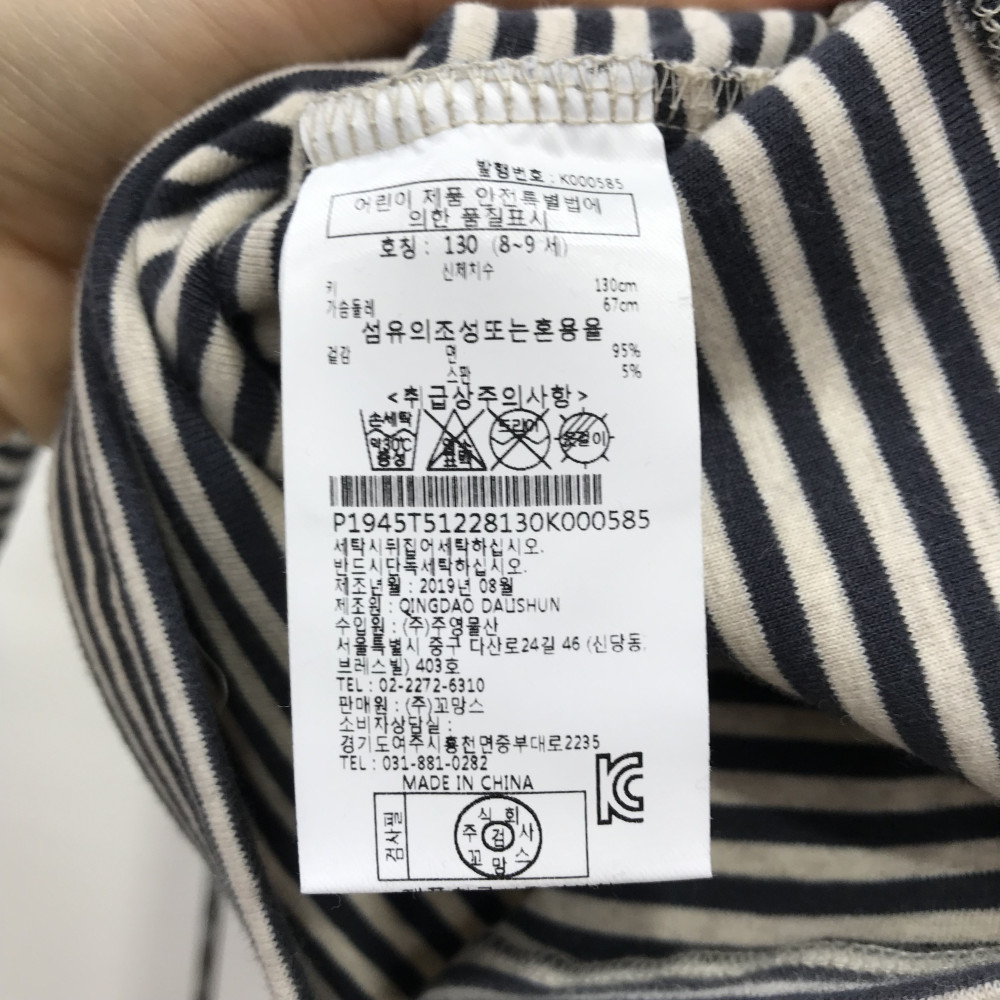 발행번호 : K000585
어린이 제품 안전특별법에
의한 품질표시
호칭 : 130 (8~9 세)
신체치수
키 130cm
가슴둘레 67cm
섬유의조성또는혼용율
겉감 면 95%
스판 5%
<취급상주의사항>
손세탁
약30℃
중성
염소
표백
드라이
옷걸이
P1945T51228130K000585
세탁시뒤집어세탁하십시오.
반드시단독세탁하십시오.
제조년월 : 2019년 08월
제조원 : QINGDAO DALISHUN
수입원 : (주)주영물산
서울특별시 중구 다산로24길 46 (신당동,
브레스빌) 403호
TEL : 02-2272-6310
판매원 : (주)꼬망스
소비자상담실 :
경기도여주시흥천면중부대로2235
TEL : 031-881-0282
MADE IN CHINA
검사필
주식회사
검
꼬망스